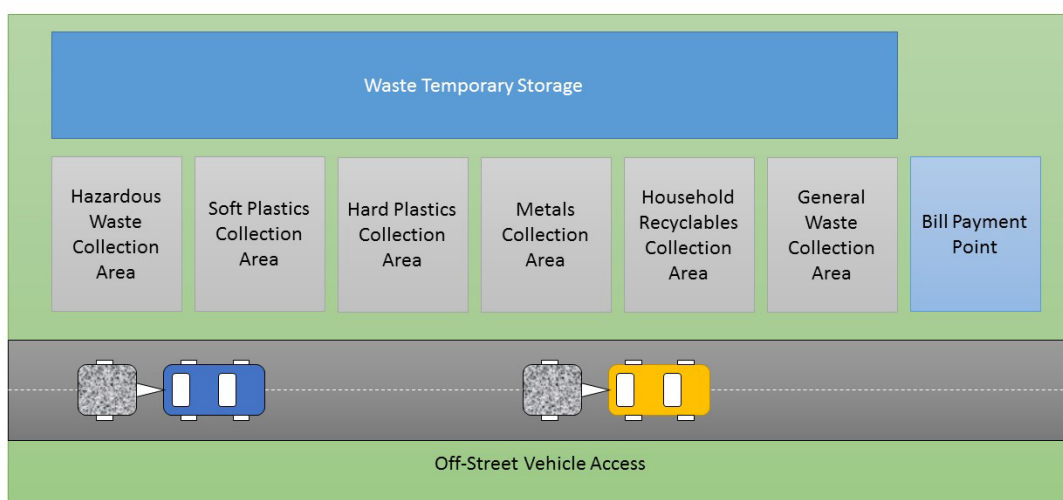 Waste Temporary Storage
Hazardous
Waste
Collection
Area
Soft Plastics
Collection
Area
Hard Plastics
Collection
Area
Metals
Collection
Area
Household
Recyclables
Collection
Area
General
Waste
Collection
Area
Bill Payment
Point
Off-Street Vehicle Access